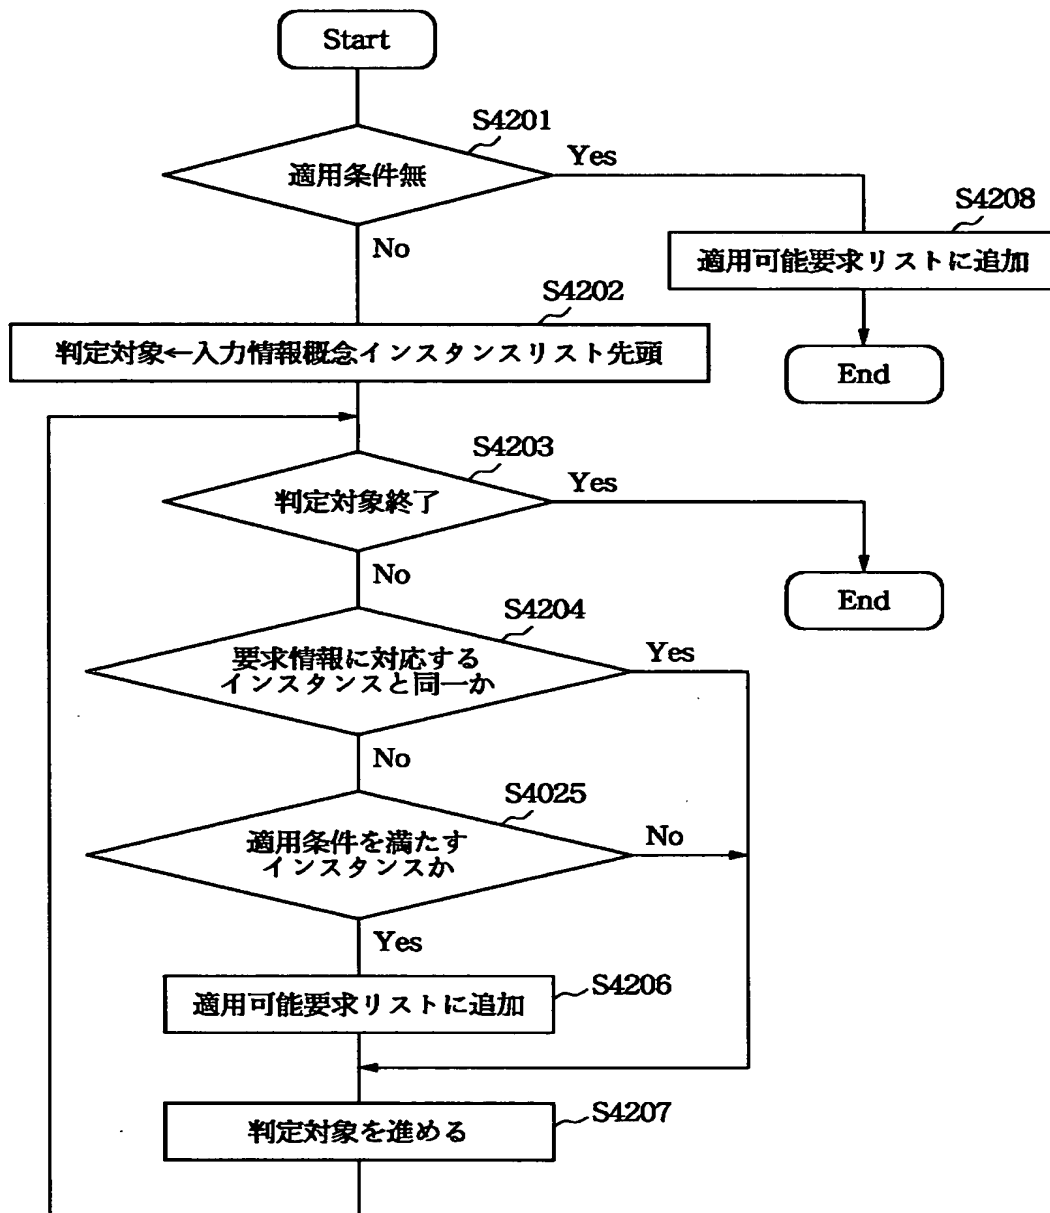 Start
S4201
適用条件無
Yes
No
S4208
適用可能要求リストに追加
End
S4202
判定対象←入力情報概念インスタンスリスト先頭
S4203
判定対象終了
Yes
No
End
S4204
要求情報に対応する
インスタンスと同一か
Yes
No
S4025
適用条件を満たす
インスタンスか
No
Yes
適用可能要求リストに追加
S4206
判定対象を進める
S4207